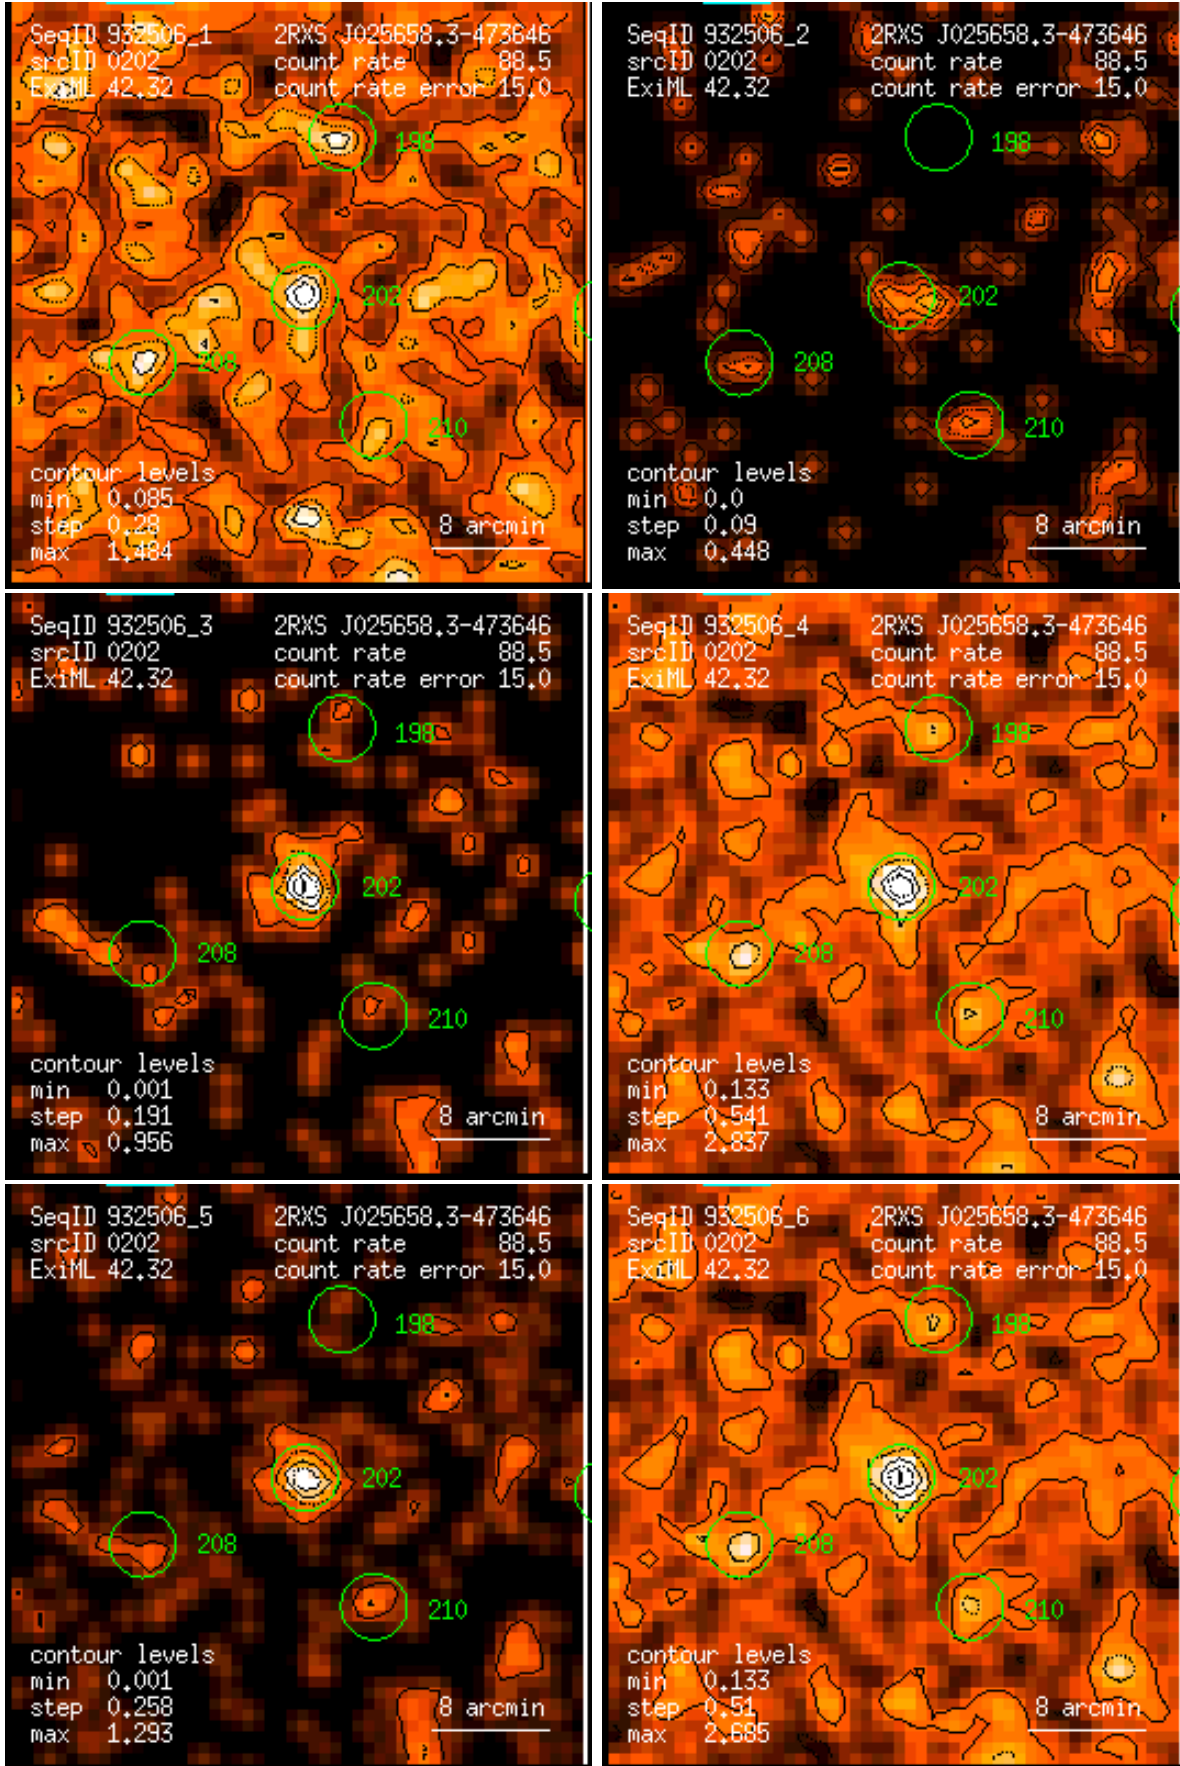 SeqID 932506_1 2RXS J025658.3-473646
srcID 0202 count rate 88.5
ExiML 42.32 count rate error 15.0
198
202
208
210
contour levels
min 0.085
step 0.28 8 arcmin
max 1.484
SeqID 932506_2 2RXS J025658.3-473646
srcID 0202 count rate 88.5
ExiML 42.32 count rate error 15.0
198
202
208
210
contour levels
min 0.0
step 0.09 8 arcmin
max 0.448
SeqID 932506_3 2RXS J025658.3-473646
srcID 0202 count rate 88.5
ExiML 42.32 count rate error 15.0
198
202
208
210
contour levels
min 0.001
step 0.191 8 arcmin
max 0.956
SeqID 932506_4 2RXS J025658.3-473646
srcID 0202 count rate 88.5
ExiML 42.32 count rate error 15.0
198
202
208
210
contour levels
min 0.133
step 0.541 8 arcmin
max 2.837
SeqID 932506_5 2RXS J025658.3-473646
srcID 0202 count rate 88.5
ExiML 42.32 count rate error 15.0
198
202
208
210
contour levels
min 0.001
step 0.258 8 arcmin
max 1.293
SeqID 932506_6 2RXS J025658.3-473646
srcID 0202 count rate 88.5
ExiML 42.32 count rate error 15.0
198
202
208
210
contour levels
min 0.133
step 0.51 8 arcmin
max 2.685